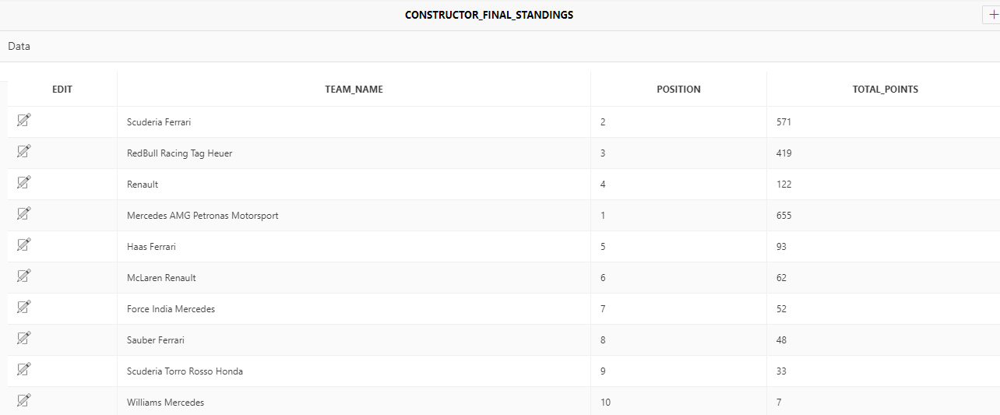 CONSTRUCTOR_FINAL_STANDINGS
Data
EDIT TEAM_NAME POSITION TOTAL_POINTS
Scuderia Ferrari 2 571
RedBull Racing Tag Heuer 3 419
Renault 4 122
Mercedes AMG Petronas Motorsport 1 655
Haas Ferrari 5 93
McLaren Renault 6 62
Force India Mercedes 7 52
Sauber Ferrari 8 48
Scuderia Torro Rosso Honda 9 33
Williams Mercedes 10 7